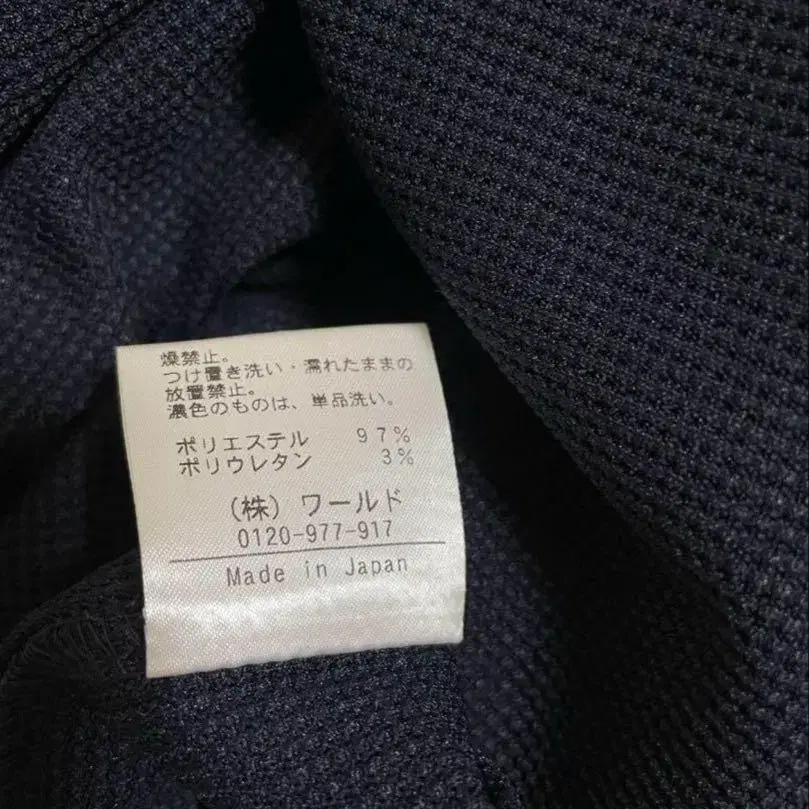 燥禁止。
つけ置き洗い・濡れたままの
放置禁止。
濃色のものは、単品洗い。
ポリエステル 97%
ポリウレタン 3%
(株)ワールド
0120-977-917
Made in Japan